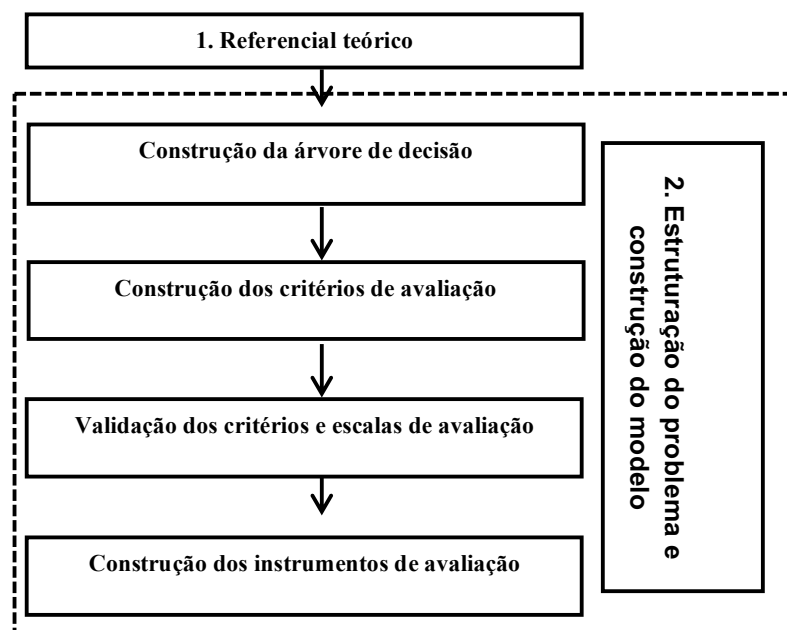 1. Referencial teórico
Construção da árvore de decisão
Construção dos critérios de avaliação
Validação dos critérios e escalas de avaliação
Construção dos instrumentos de avaliação
2. Estruturação do problema e
construção do modelo